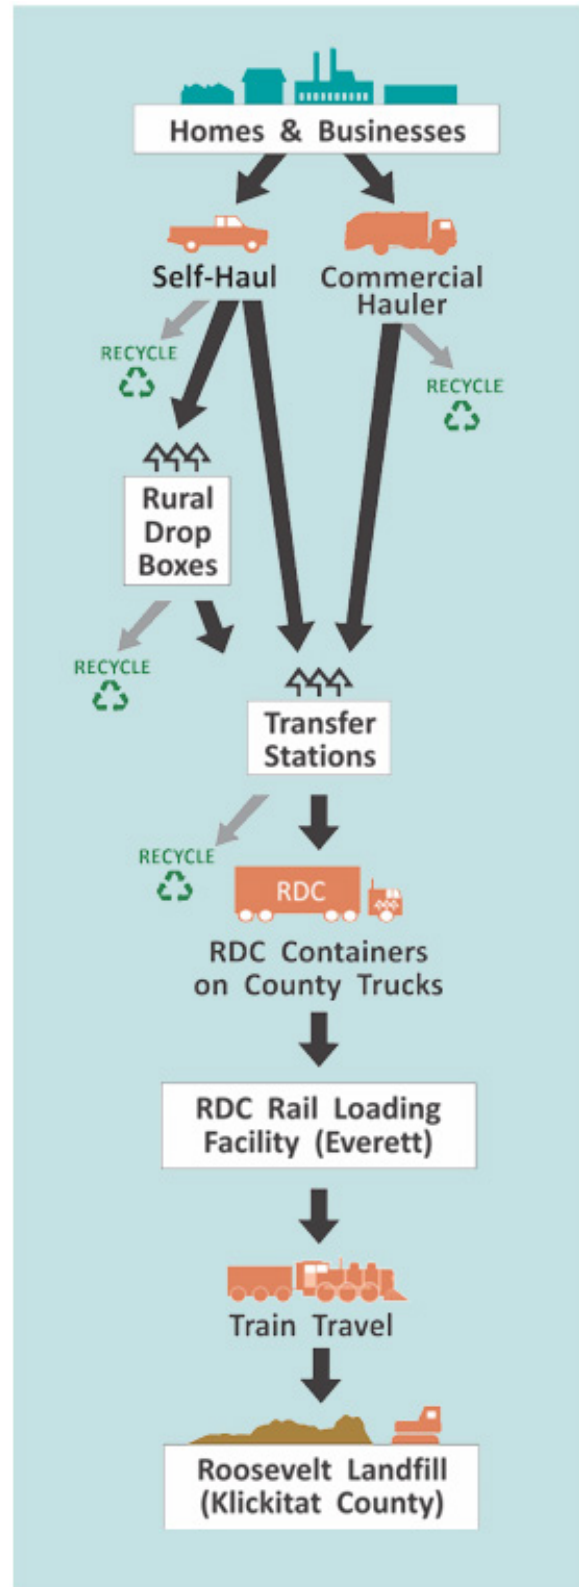 Homes & Businesses
Self-Haul
Commercial
Hauler
RECYCLE
RECYCLE
Rural
Drop
Boxes
RECYCLE
Transfer
Stations
RECYCLE
RDC
RDC Containers
on County Trucks
RDC Rail Loading
Facility (Everett)
Train Travel
Roosevelt Landfill
(Klickitat County)